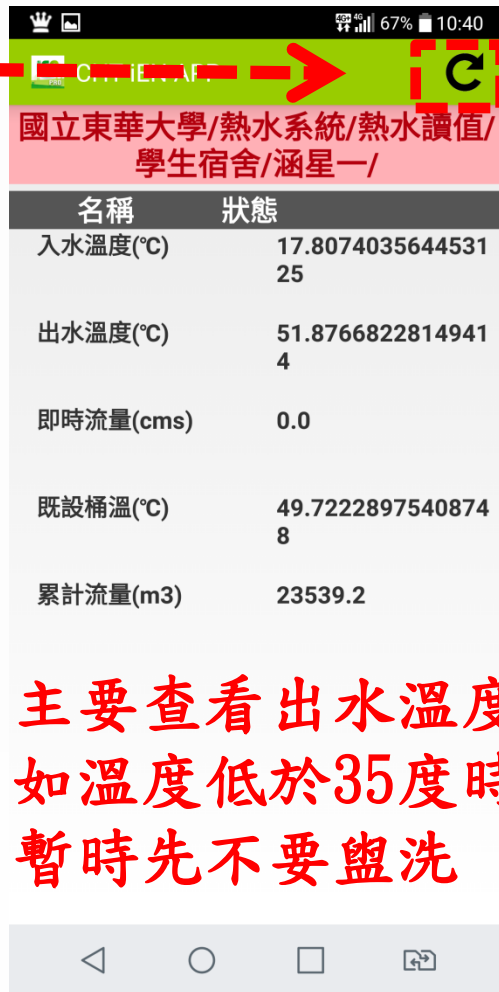 67% 10:40
CHT iEN APP
國立東華大學/熱水系統/熱水讀值/
學生宿舍/涵星一/
名稱 狀態
入水溫度(℃) 17.8074035644531
25
出水溫度(℃) 51.8766822814941
4
即時流量(cms) 0.0
既設桶溫(℃) 49.7222897540874
8
累計流量(m3) 23539.2
主要查看出水溫度
如溫度低於35度時
暫時先不要盥洗